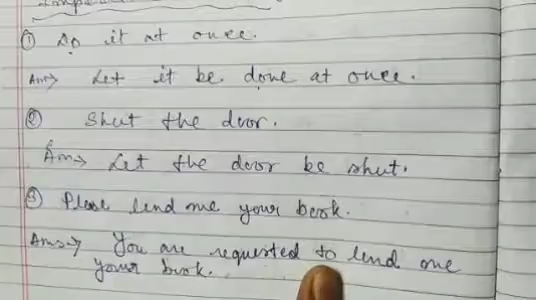 ① Do it at once.
Ans→ Let it be done at once.
② Shut the door.
Ans→ Let the door be shut.
③ Please lend me your book.
Ans→ You are requested to lend me
your book.